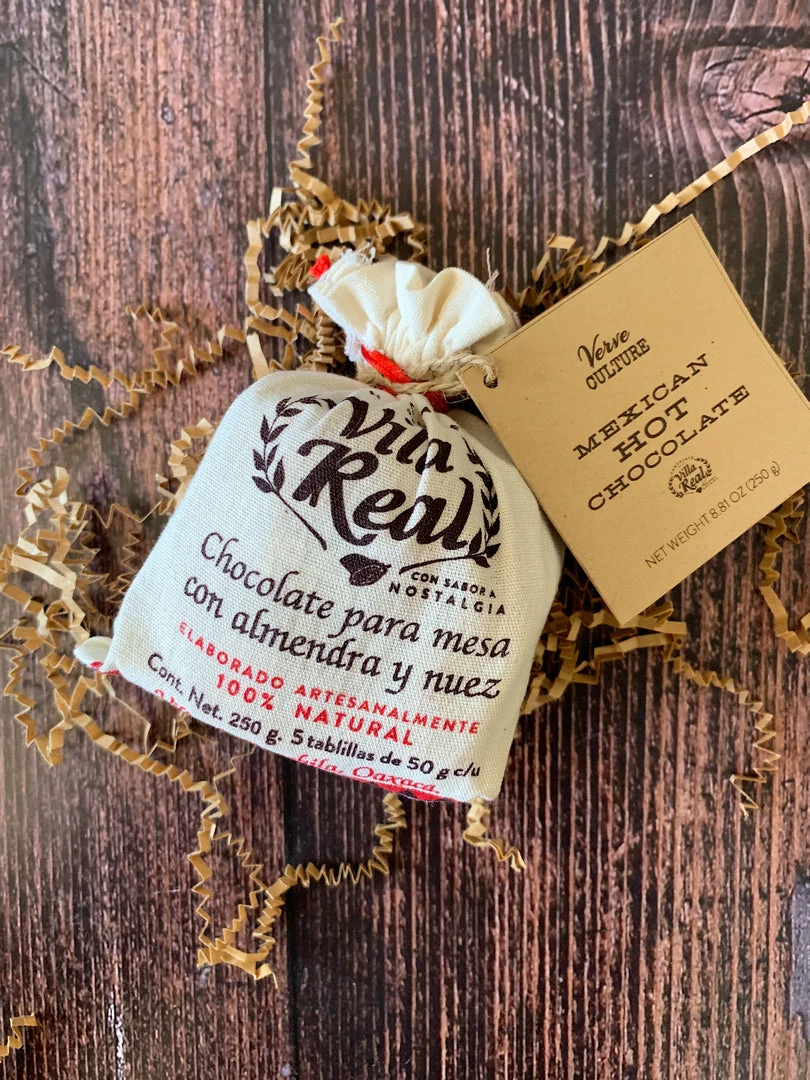 Villa
Real
CON SABOR A
NOSTALGIA
Chocolate para mesa
con almendra y nuez
ELABORADO ARTESANALMENTE
100% NATURAL
Cont. Net. 250 g. 5 tablillas de 50 g c/u
Oaxaca
Verve
CULTURE
MEXICAN
HOT
CHOCOLATE
Villa
Real
NET WEIGHT 8.81 OZ (250 g)